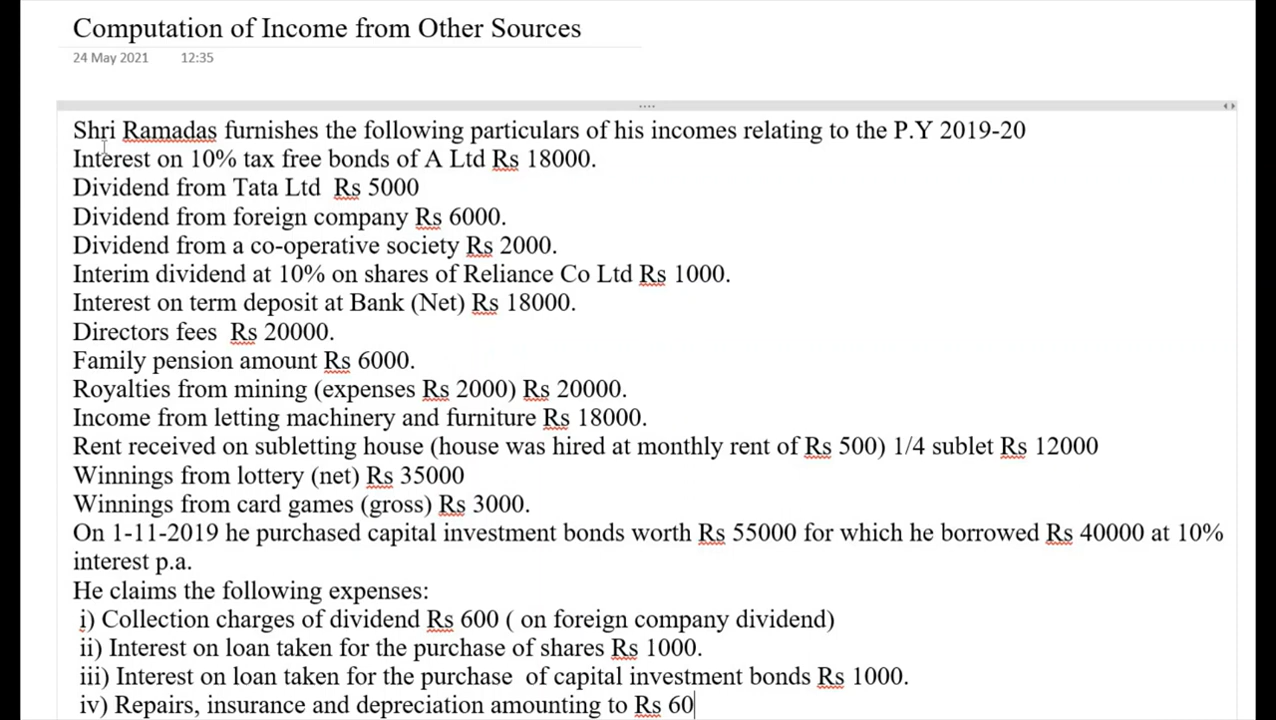 Computation of Income from Other Sources
24 May 2021 12:35
Shri Ramadas furnishes the following particulars of his incomes relating to the P.Y 2019-20
Interest on 10% tax free bonds of A Ltd Rs 18000.
Dividend from Tata Ltd Rs 5000
Dividend from foreign company Rs 6000.
Dividend from a co-operative society Rs 2000.
Interim dividend at 10% on shares of Reliance Co Ltd Rs 1000.
Interest on term deposit at Bank (Net) Rs 18000.
Directors fees Rs 20000.
Family pension amount Rs 6000.
Royalties from mining (expenses Rs 2000) Rs 20000.
Income from letting machinery and furniture Rs 18000.
Rent received on subletting house (house was hired at monthly rent of Rs 500) 1/4 sublet Rs 12000
Winnings from lottery (net) Rs 35000
Winnings from card games (gross) Rs 3000.
On 1-11-2019 he purchased capital investment bonds worth Rs 55000 for which he borrowed Rs 40000 at 10%
interest p.a.
He claims the following expenses:
i) Collection charges of dividend Rs 600 ( on foreign company dividend)
ii) Interest on loan taken for the purchase of shares Rs 1000.
iii) Interest on loan taken for the purchase of capital investment bonds Rs 1000.
iv) Repairs, insurance and depreciation amounting to Rs 60